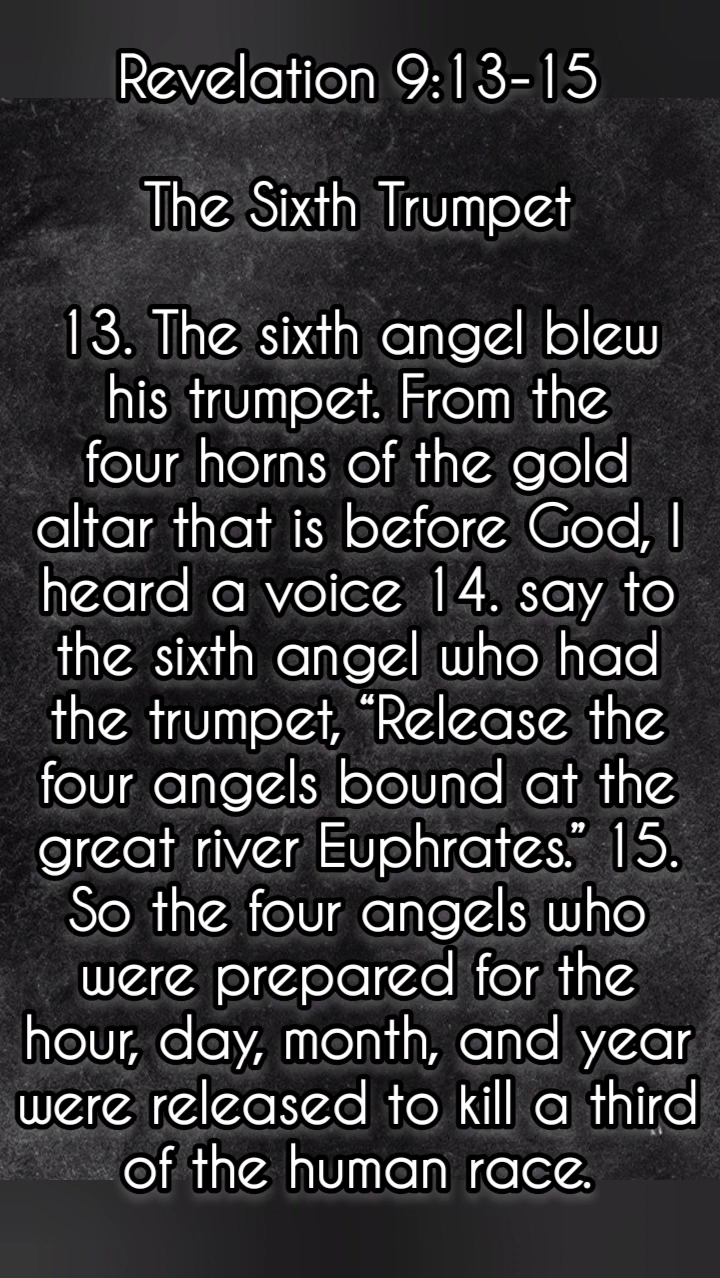 Revelation 9:13-15
The Sixth Trumpet
13. The sixth angel blew
his trumpet. From the
four horns of the gold
altar that is before God, I
heard a voice 14. say to
the sixth angel who had
the trumpet, “Release the
four angels bound at the
great river Euphrates.” 15.
So the four angels who
were prepared for the
hour, day, month, and year
were released to kill a third
of the human race.